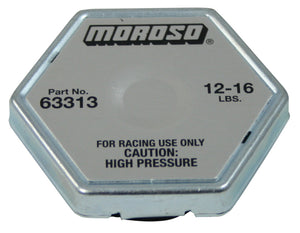 MOROSO®
Part No.
63313
12-16
LBS.
FOR RACING USE ONLY
CAUTION:
HIGH PRESSURE